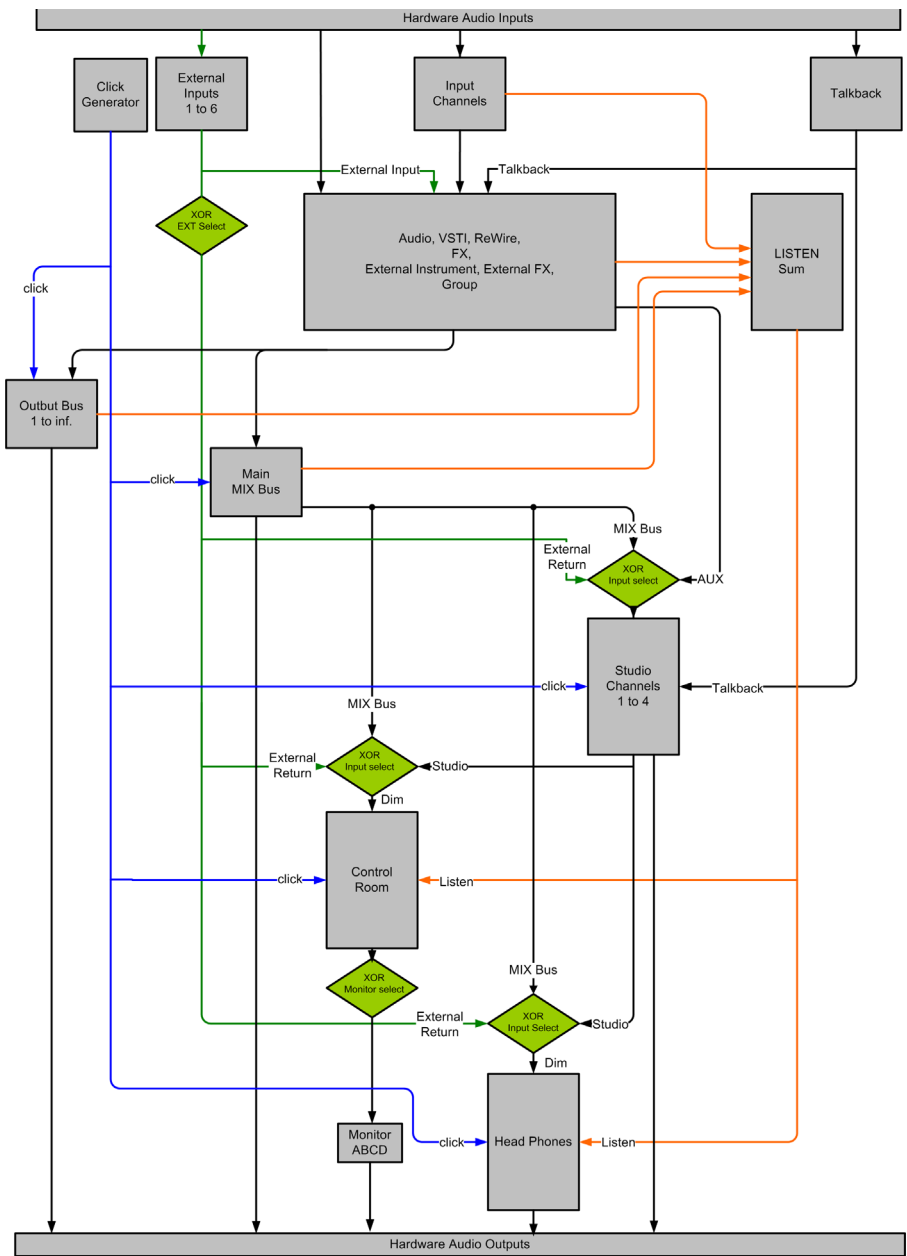 Hardware Audio Inputs
Click
Generator
External
Inputs
1 to 6
Input
Channels
Talkback
External Input
Talkback
XOR
EXT Select
Audio, VSTI, ReWire,
FX,
External Instrument, External FX,
Group
LISTEN
Sum
click
Outbut Bus
1 to inf.
Main
MIX Bus
click
MIX Bus
External
Return
XOR
Input select
AUX
Studio
Channels
1 to 4
click
Talkback
MIX Bus
External
Return
XOR
Input select
Studio
Dim
Control
Room
click
Listen
XOR
Monitor select
MIX Bus
External
Return
XOR
Input Select
Studio
Dim
Monitor
ABCD
click
Head Phones
Listen
Hardware Audio Outputs